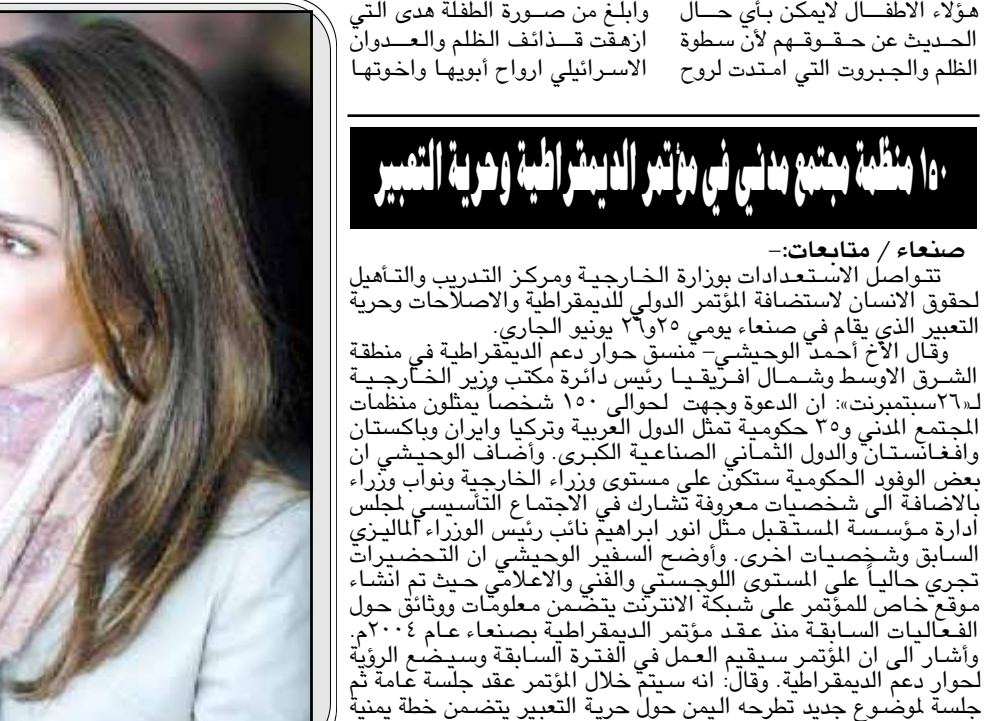 هؤلاء الاطفال لايمكن بأي حال
الحديث عن حقوقهم لأن سطوة
الظلم والجبروت التي امتدت لروح
وابلغ من صورة الطفلة هدى التي
ازهقت قذائف الظلم والعدوان
الاسرائيلي ارواح أبويها واخوتها
١٥٠ منظمة مجتمع مدني في مؤتمر الديمقراطية وحرية التعبير
صنعاء / متابعات:–
تتواصل الاستعدادات بوزارة الخارجية ومركز التدريب والتأهيل
لحقوق الانسان لاستضافة المؤتمر الدولي للديمقراطية والاصلاحات وحرية
التعبير الذي يقام في صنعاء يومي ٢٥و٢٦ يونيو الجاري.
وقال الأخ أحمد الوحيشي– منسق حوار دعم الديمقراطية في منطقة
الشرق الاوسط وشمال افريقيا رئيس دائرة مكتب وزير الخارجية
لـ«٢٦سبتمبرنت»: ان الدعوة وجهت لحوالى ١٥٠ شخصاً يمثلون منظمات
المجتمع المدني و٣٥ حكومية تمثل الدول العربية وتركيا وايران وباكستان
وافغانستان والدول الثماني الصناعية الكبرى. وأضاف الوحيشي ان
بعض الوفود الحكومية ستكون على مستوى وزراء الخارجية ونواب وزراء
بالاضافة الى شخصيات معروفة تشارك في الاجتماع التأسيسي لمجلس
ادارة مؤسسة المستقبل مثل انور ابراهيم نائب رئيس الوزراء الماليزي
السابق وشخصيات اخرى. وأوضح السفير الوحيشي ان التحضيرات
تجري حالياً على المستوى اللوجستي والفني والاعلامي حيث تم انشاء
موقع خاص للمؤتمر على شبكة الانترنت يتضمن معلومات ووثائق حول
الفعاليات السابقة منذ عقد مؤتمر الديمقراطية بصنعاء عام ٢٠٠٤م.
وأشار الى ان المؤتمر سيقيم العمل في الفترة السابقة وسيضع الرؤية
لحوار دعم الديمقراطية. وقال: انه سيتم خلال المؤتمر عقد جلسة عامة ثم
جلسة لموضوع جديد تطرحه اليمن حول حرية التعبير يتضمن خطة يمنية